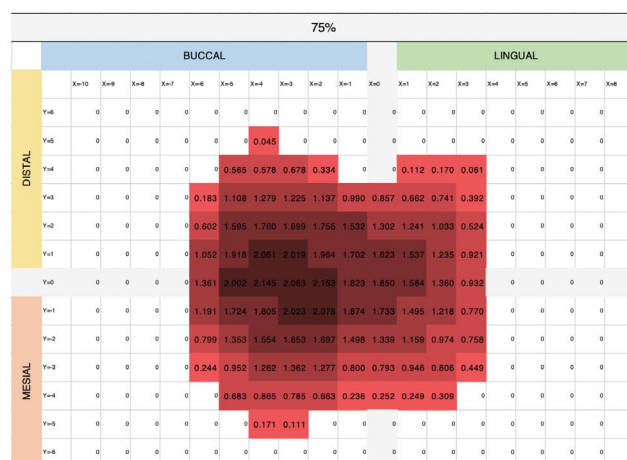 75%
BUCCAL LINGUAL
X=-10 X=-9 X=-8 X=-7 X=-6 X=-5 X=-4 X=-3 X=-2 X=-1 X=0 X=1 X=2 X=3 X=4 X=5 X=6 X=7 X=8
DISTAL
Y=6 0 0 0 0 0 0 0 0 0 0 0 0 0 0 0 0 0 0 0
Y=5 0 0 0 0 0 0 0.045 0 0 0 0 0 0 0 0 0 0 0 0
Y=4 0 0 0 0 0 0.565 0.578 0.678 0.334 0 0 0.112 0.170 0.061 0 0 0 0 0
Y=3 0 0 0 0 0.183 1.108 1.279 1.225 1.137 0.990 0.857 0.662 0.741 0.392 0 0 0 0 0
Y=2 0 0 0 0 0.602 1.595 1.760 1.699 1.755 1.532 1.302 1.241 1.033 0.524 0 0 0 0 0
Y=1 0 0 0 0 1.052 1.918 2.061 2.019 1.964 1.702 1.623 1.537 1.235 0.921 0 0 0 0 0
Y=0 0 0 0 0 1.361 2.002 2.145 2.063 2.153 1.823 1.850 1.584 1.360 0.932 0 0 0 0 0
MESIAL
Y=-1 0 0 0 0 1.191 1.724 1.805 2.023 2.079 1.874 1.733 1.495 1.218 0.770 0 0 0 0 0
Y=-2 0 0 0 0 0.799 1.353 1.554 1.853 1.697 1.498 1.339 1.159 0.974 0.758 0 0 0 0 0
Y=-3 0 0 0 0 0.244 0.952 1.262 1.362 1.277 0.800 0.793 0.946 0.806 0.449 0 0 0 0 0
Y=-4 0 0 0 0 0 0.683 0.865 0.785 0.663 0.236 0.252 0.249 0.309 0 0 0 0 0 0
Y=-5 0 0 0 0 0 0 0.171 0.111 0 0 0 0 0 0 0 0 0 0 0
Y=-6 0 0 0 0 0 0 0 0 0 0 0 0 0 0 0 0 0 0 0